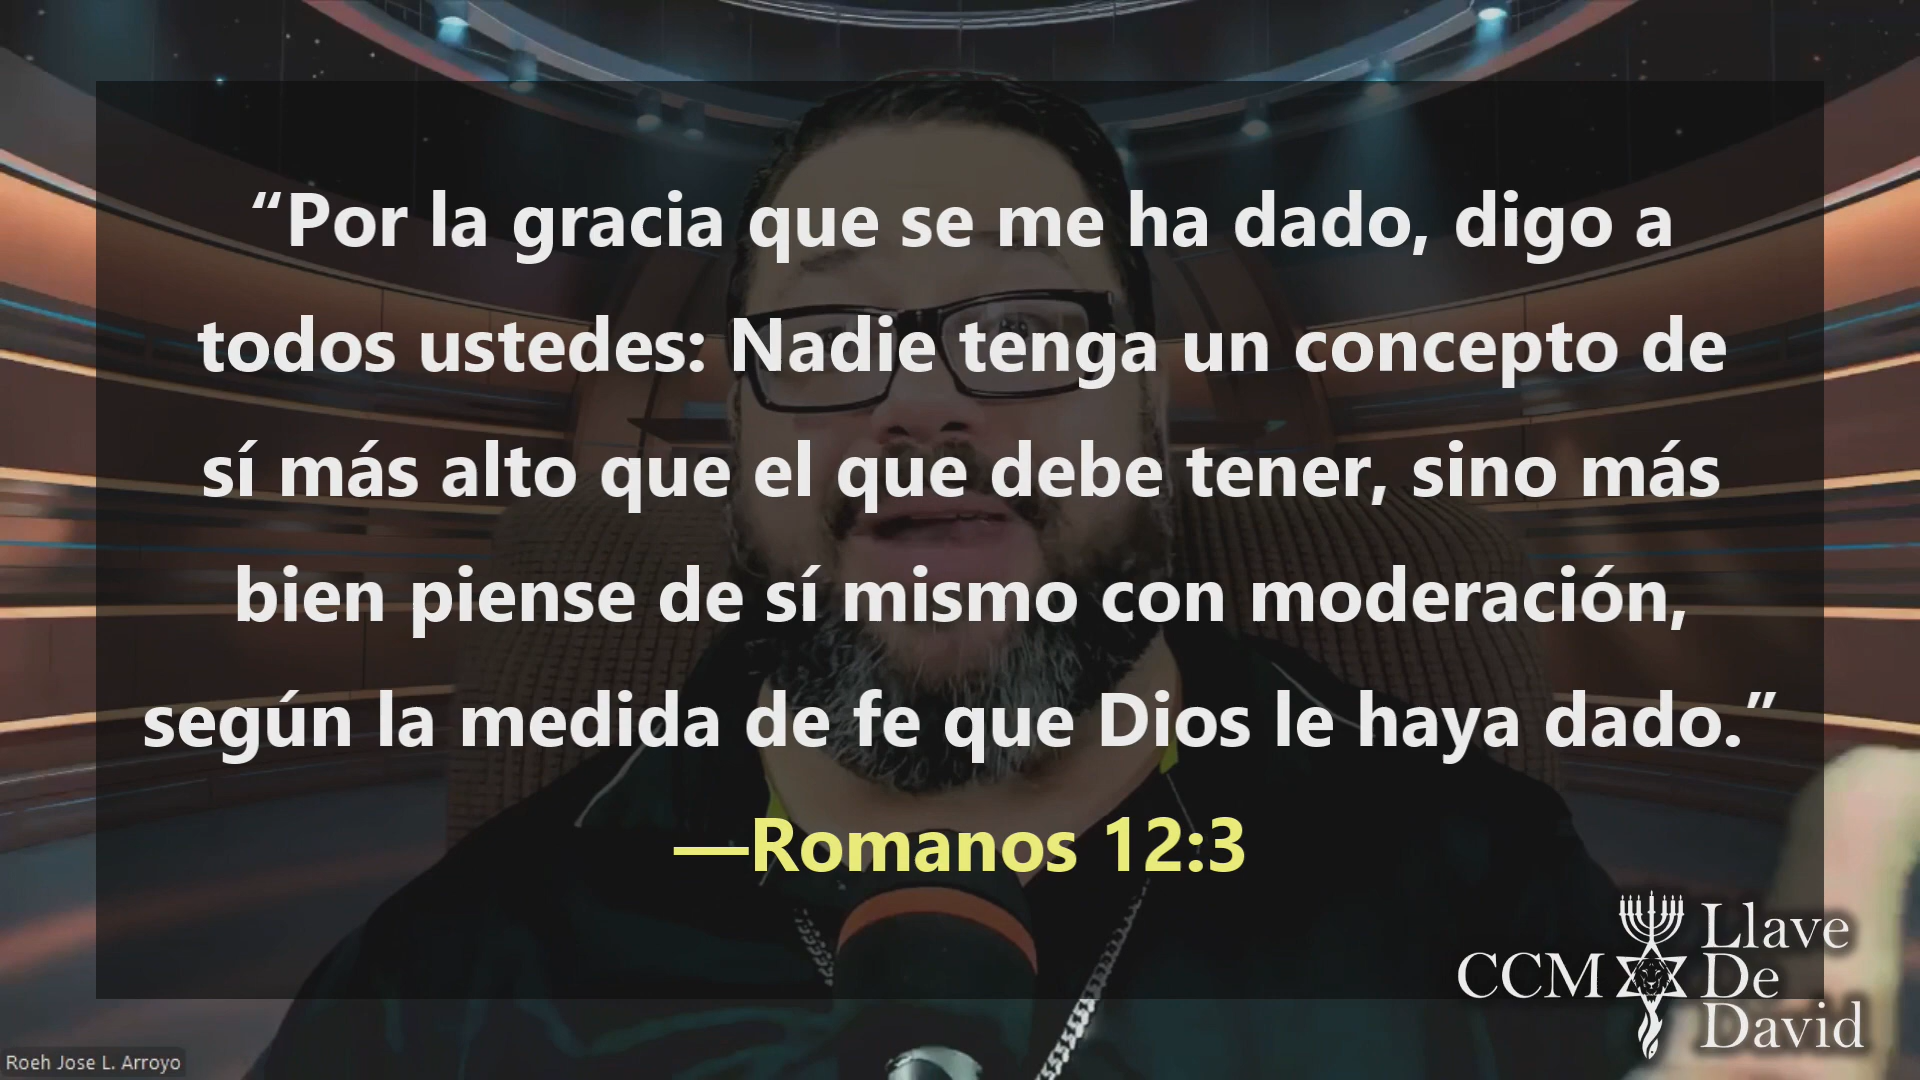 “Por la gracia que se me ha dado, digo a
todos ustedes: Nadie tenga un concepto de
sí más alto que el que debe tener, sino más
bien piense de sí mismo con moderación,
según la medida de fe que Dios le haya dado.”
—Romanos 12:3
CCM
Llave
De
David
Roeh Jose L. Arroyo